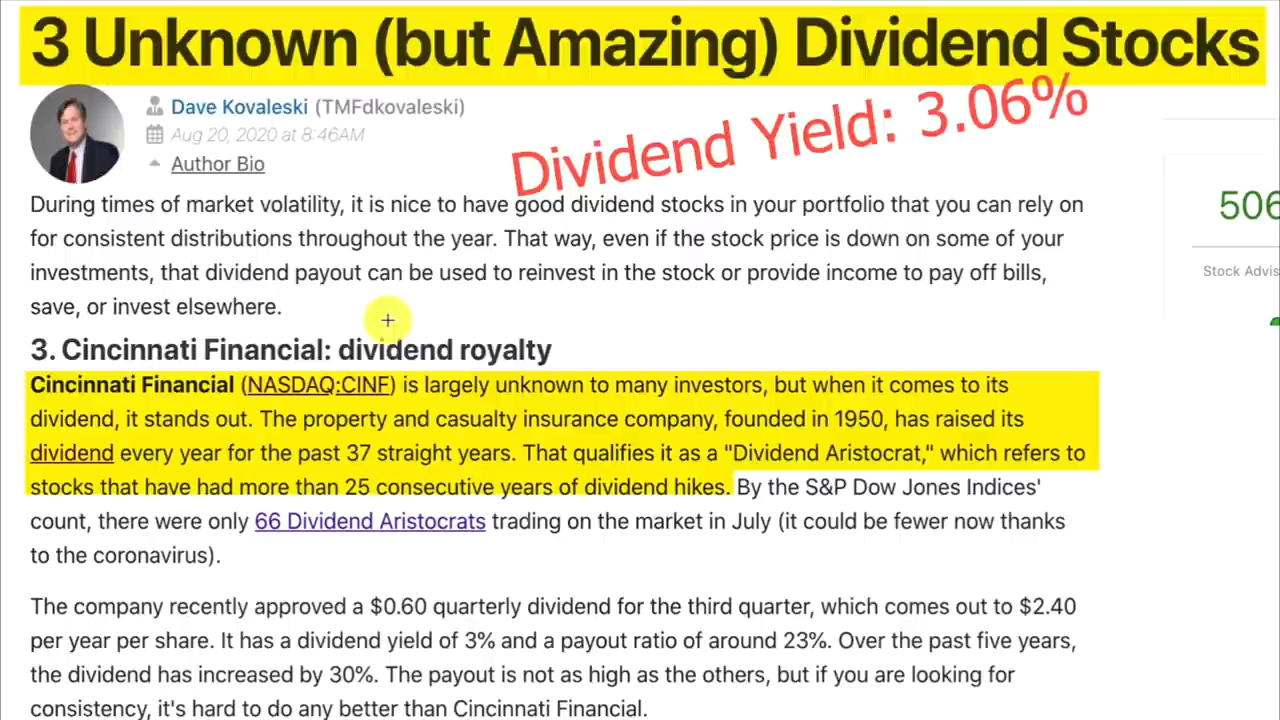 3 Unknown (but Amazing) Dividend Stocks
Dave Kovaleski (TMFdkovaleski)
Aug 20, 2020 at 8:46AM
Author Bio
Dividend Yield: 3.06%
506
Stock Advis
During times of market volatility, it is nice to have good dividend stocks in your portfolio that you can rely on
for consistent distributions throughout the year. That way, even if the stock price is down on some of your
investments, that dividend payout can be used to reinvest in the stock or provide income to pay off bills,
save, or invest elsewhere.
3. Cincinnati Financial: dividend royalty
Cincinnati Financial (NASDAQ:CINF) is largely unknown to many investors, but when it comes to its
dividend, it stands out. The property and casualty insurance company, founded in 1950, has raised its
dividend every year for the past 37 straight years. That qualifies it as a "Dividend Aristocrat," which refers to
stocks that have had more than 25 consecutive years of dividend hikes. By the S&P Dow Jones Indices'
count, there were only 66 Dividend Aristocrats trading on the market in July (it could be fewer now thanks
to the coronavirus).
The company recently approved a $0.60 quarterly dividend for the third quarter, which comes out to $2.40
per year per share. It has a dividend yield of 3% and a payout ratio of around 23%. Over the past five years,
the dividend has increased by 30%. The payout is not as high as the others, but if you are looking for
consistency, it's hard to do any better than Cincinnati Financial.